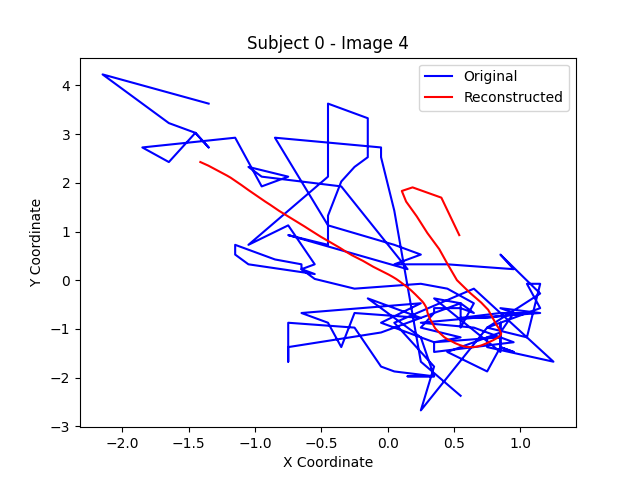 Subject 0 - Image 4
Original
Reconstructed
4
3
2
1
0
−1
−2
−3
Y Coordinate
−2.0 −1.5 −1.0 −0.5 0.0 0.5 1.0
X Coordinate